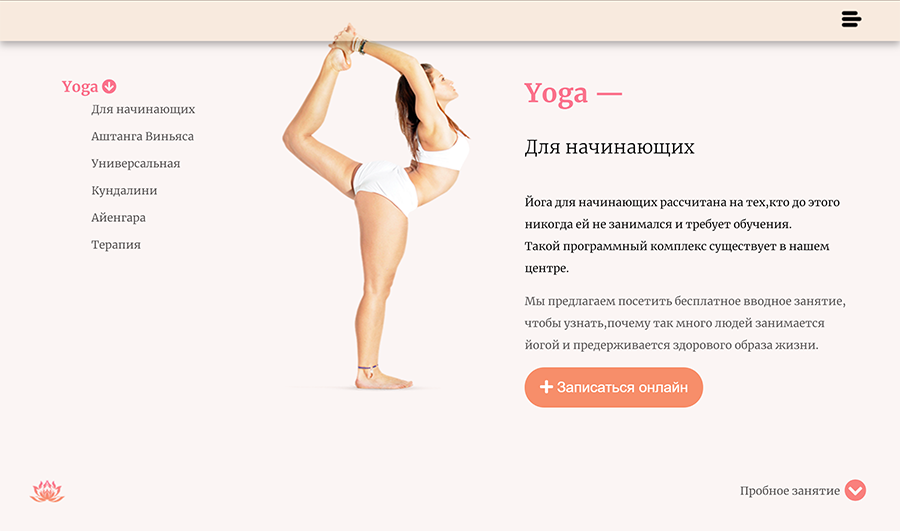 Yoga
Для начинающих
Аштанга Виньяса
Универсальная
Кундалини
Айенгара
Терапия
Yoga —
Для начинающих
Йога для начинающих рассчитана на тех,кто до этого
никогда ей не занимался и требует обучения.
Такой программный комплекс существует в нашем
центре.
Мы предлагаем посетить бесплатное вводное занятие,
чтобы узнать,почему так много людей занимается
йогой и предерживается здорового образа жизни.
Записаться онлайн
Пробное занятие